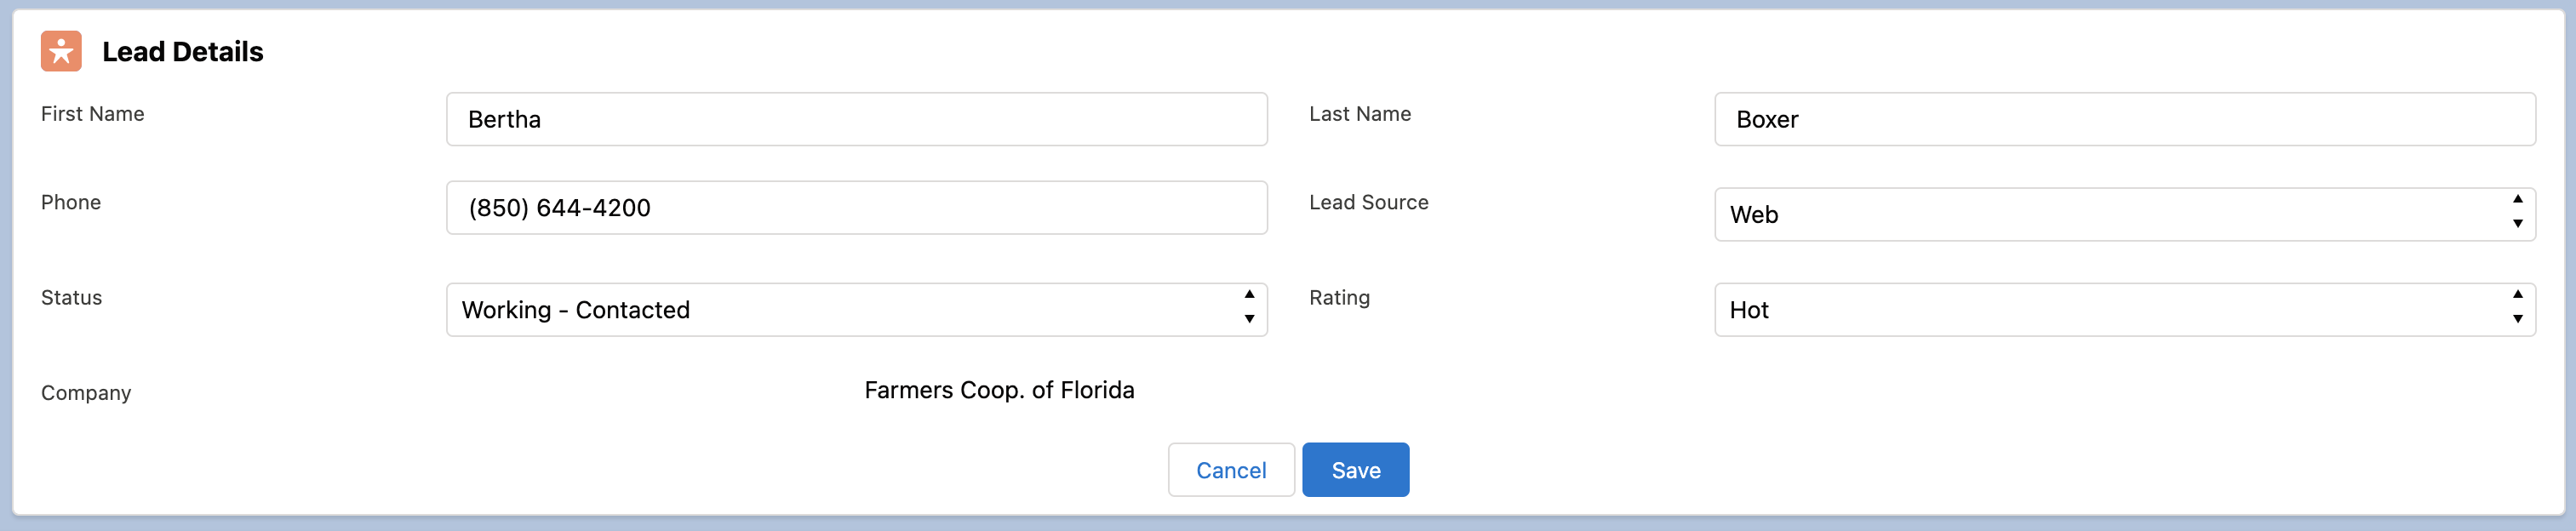 Lead Details
First Name
Bertha
Last Name
Boxer
Phone
(850) 644-4200
Lead Source
Web
Status
Working - Contacted
Rating
Hot
Company
Farmers Coop. of Florida
Cancel
Save